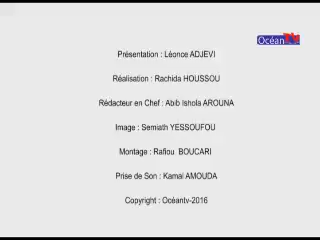 OcéanTV
Présentation : Léonce ADJEVI
Réalisation : Rachida HOUSSOU
Rédacteur en Chef : Abib Ishola AROUNA
Image : Semiath YESSOUFOU
Montage : Rafiou BOUCARI
Prise de Son : Kamal AMOUDA
Copyright : Océantv-2016